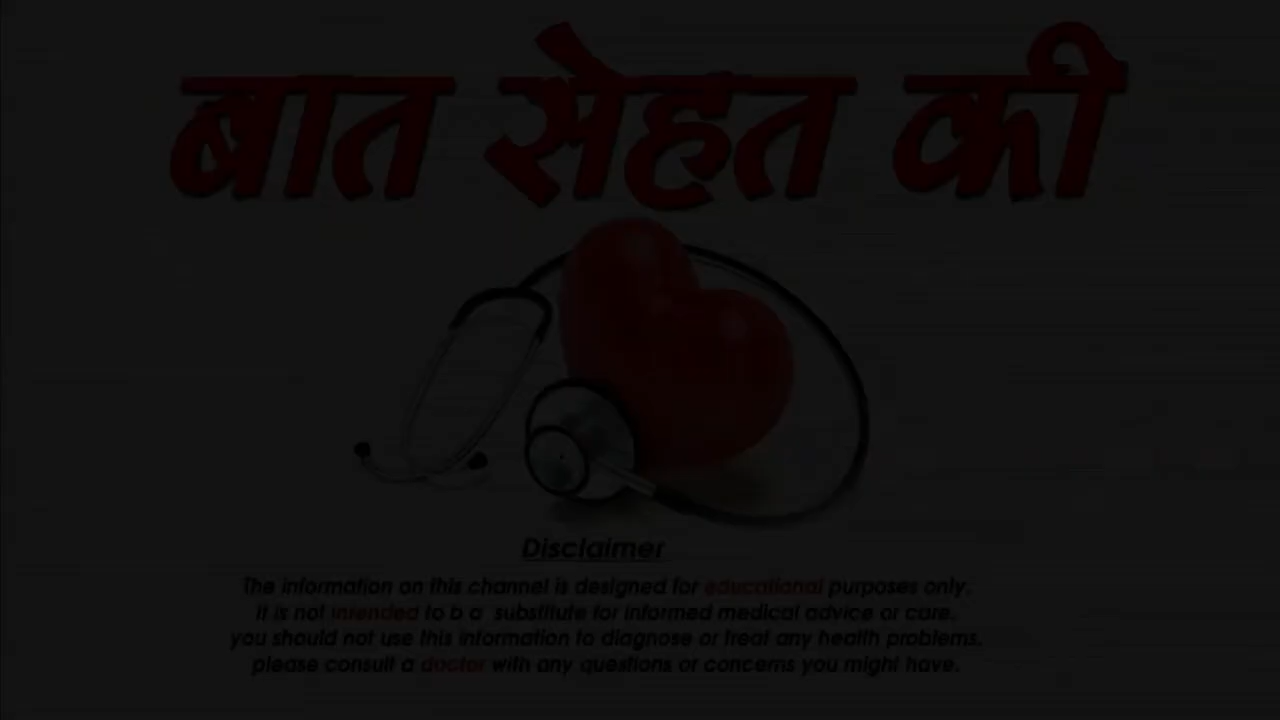 बात सेहत की
Disclaimer
The information on this channel is designed for educational purposes only.
It is not intended to b a substitute for informed medical advice or care.
you should not use this information to diagnose or treat any health problems.
please consult a doctor with any questions or concerns you might have.